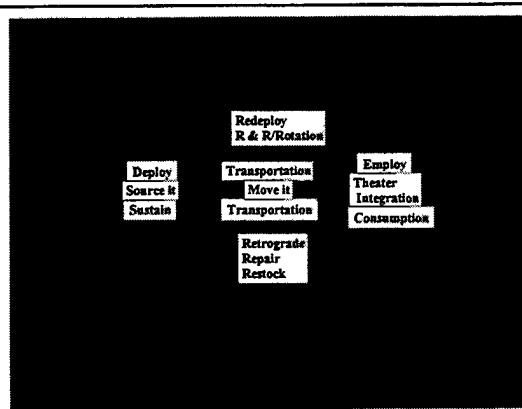 Redeploy
R & R/Rotation
Deploy
Transportation
Employ
Source it
Move it
Theater
Integration
Sustain
Transportation
Consumption
Retrograde
Repair
Restock